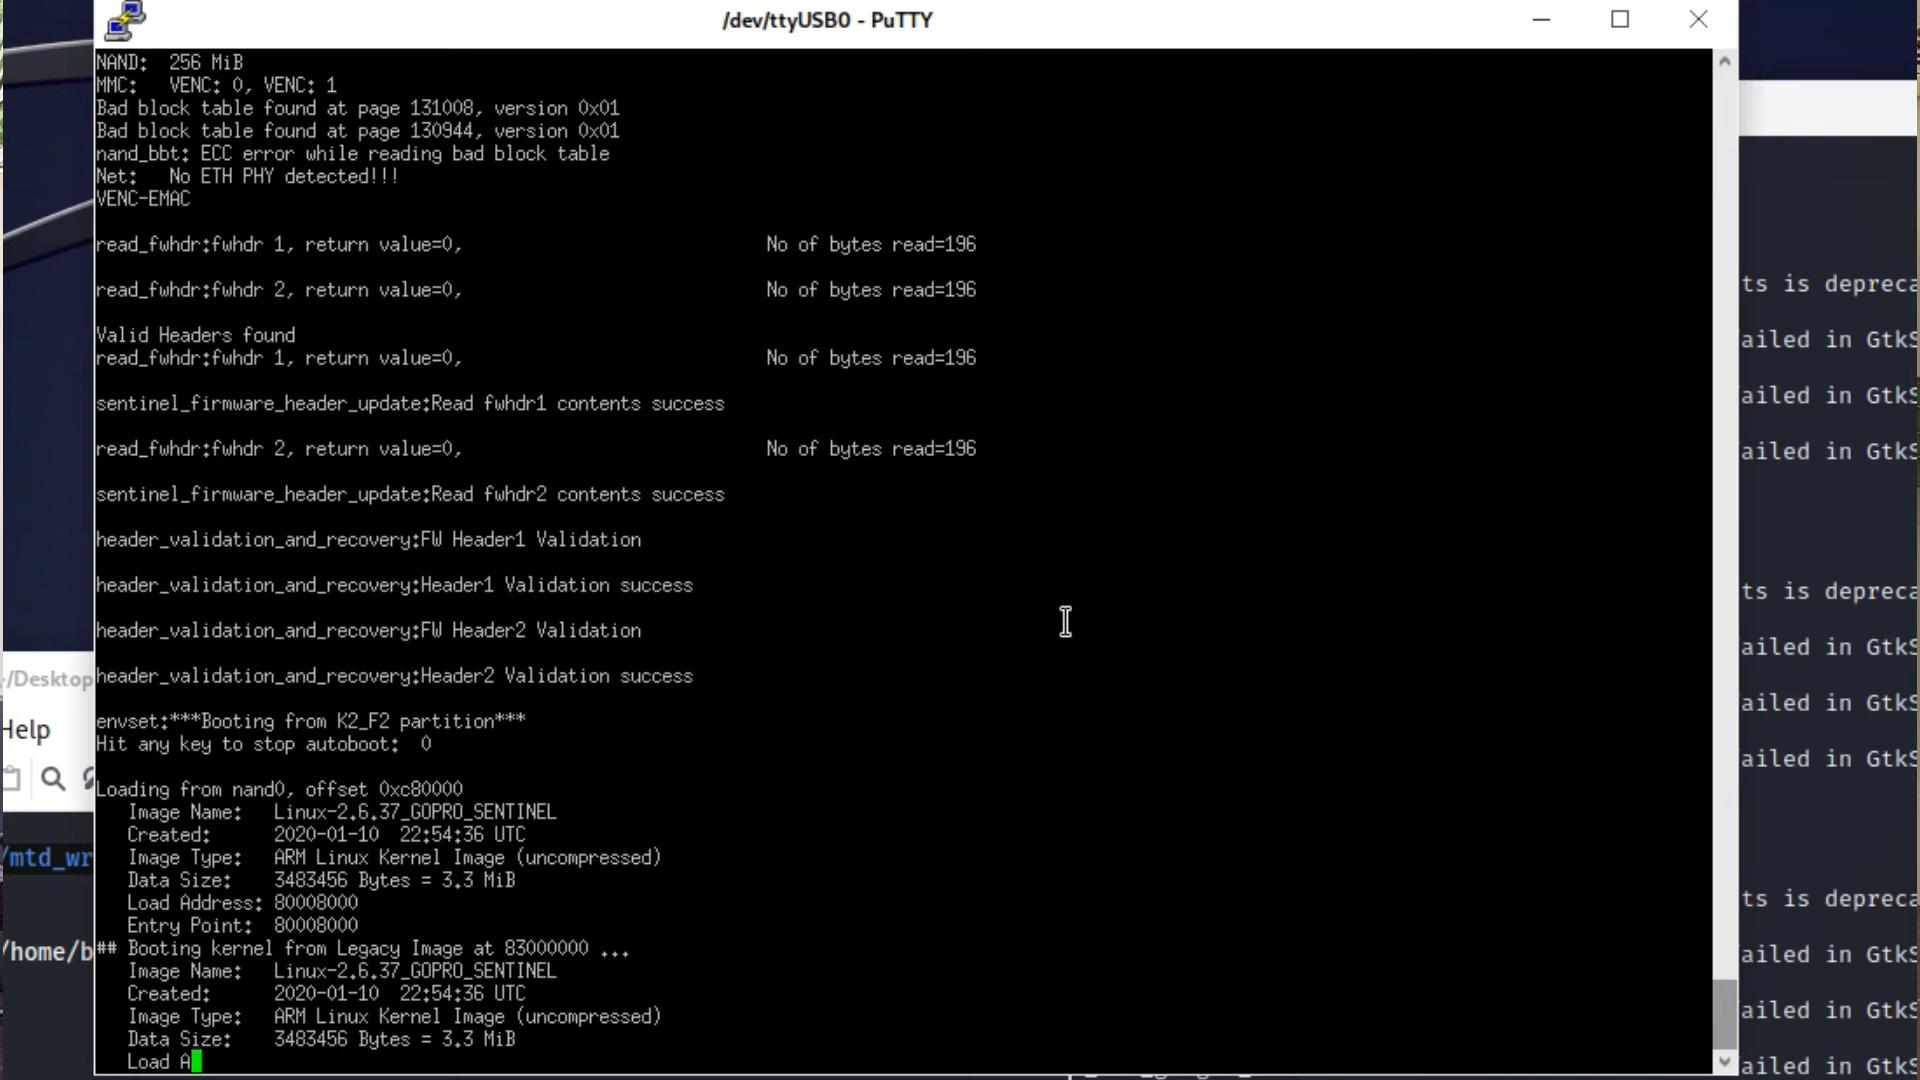 /dev/ttyUSB0 - PuTTY
NAND:  256 MiB
MMC:   VENC: 0, VENC: 1
Bad block table found at page 131008, version 0x01
Bad block table found at page 130944, version 0x01
nand_bbt: ECC error while reading bad block table
Net:   No ETH PHY detected!!!
VENC-EMAC
read_fwhdr:fwhdr 1, return value=0,                             No of bytes read=196
read_fwhdr:fwhdr 2, return value=0,                             No of bytes read=196
Valid Headers found
read_fwhdr:fwhdr 1, return value=0,                             No of bytes read=196
sentinel_firmware_header_update:Read fwhdr1 contents success
read_fwhdr:fwhdr 2, return value=0,                             No of bytes read=196
sentinel_firmware_header_update:Read fwhdr2 contents success
header_validation_and_recovery:FW Header1 Validation
header_validation_and_recovery:Header1 Validation success
header_validation_and_recovery:FW Header2 Validation
header_validation_and_recovery:Header2 Validation success
envset:***Booting from K2_F2 partition***
Hit any key to stop autoboot:  0
Loading from nand0, offset 0xc80000
   Image Name:   Linux-2.6.37_GOPRO_SENTINEL
   Created:      2020-01-10  22:54:36 UTC
   Image Type:   ARM Linux Kernel Image (uncompressed)
   Data Size:    3483456 Bytes = 3.3 MiB
   Load Address: 80008000
   Entry Point:  80008000
## Booting kernel from Legacy Image at 83000000 ...
   Image Name:   Linux-2.6.37_GOPRO_SENTINEL
   Created:      2020-01-10  22:54:36 UTC
   Image Type:   ARM Linux Kernel Image (uncompressed)
   Data Size:    3483456 Bytes = 3.3 MiB
   Load A
~/Desktop
Help
/mtd_wr
/home/b
ts is depreca
ailed in GtkS
ailed in GtkS
ailed in GtkS
ts is depreca
ailed in GtkS
ailed in GtkS
ailed in GtkS
ts is depreca
ailed in GtkS
ailed in GtkS
ailed in GtkS